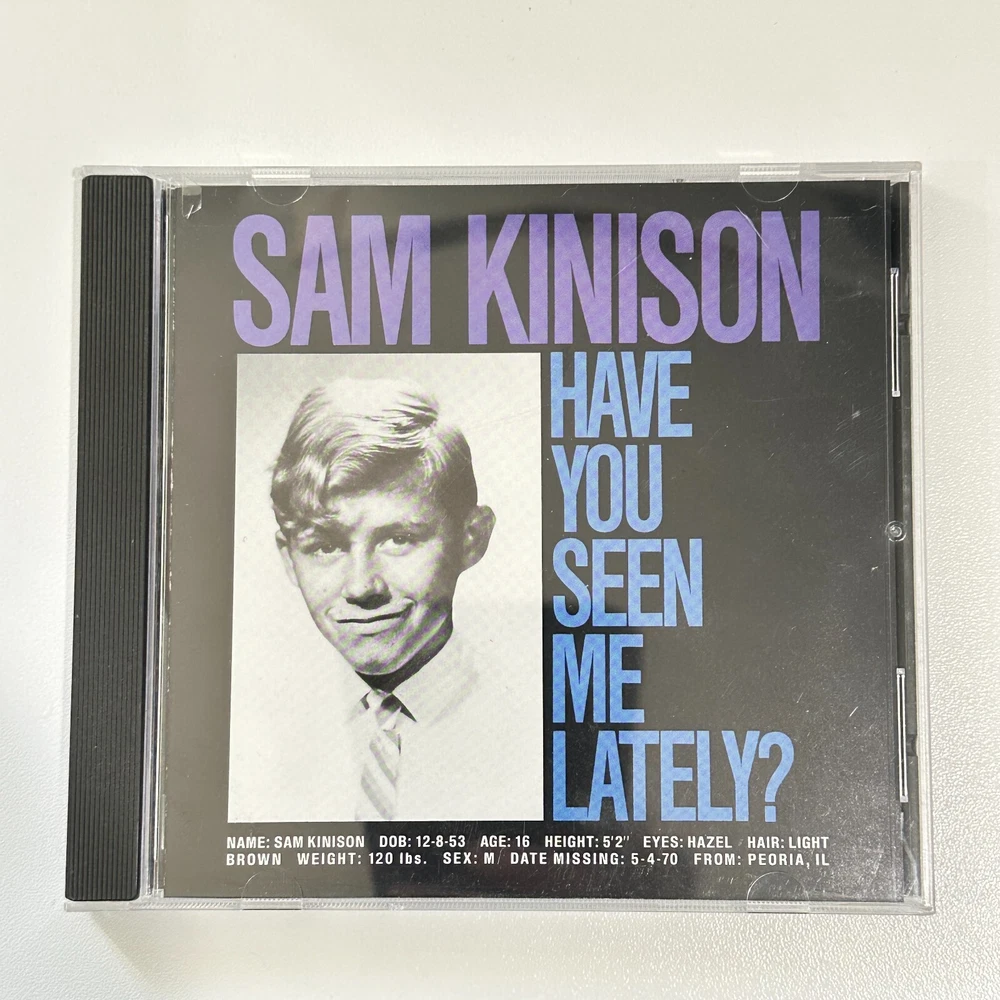 SAM KINISON
HAVE
YOU
SEEN
ME
LATELY?
NAME: SAM KINISON DOB: 12-8-53 AGE: 16 HEIGHT: 5'2" EYES: HAZEL HAIR: LIGHT
BROWN WEIGHT: 120 lbs. SEX: M DATE MISSING: 5-4-70 FROM: PEORIA, IL